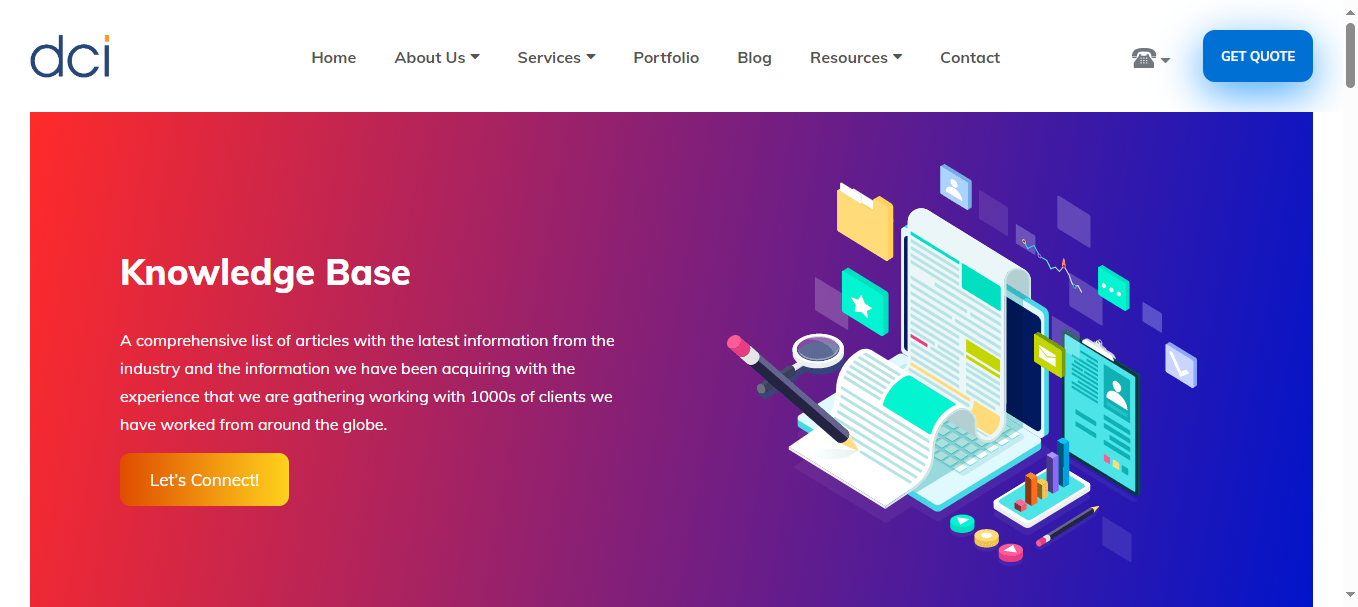 dci
Home About Us Services Portfolio Blog Resources Contact
GET QUOTE
Knowledge Base
A comprehensive list of articles with the latest information from the
industry and the information we have been acquiring with the
experience that we are gathering working with 1000s of clients we
have worked from around the globe.
Let's Connect!